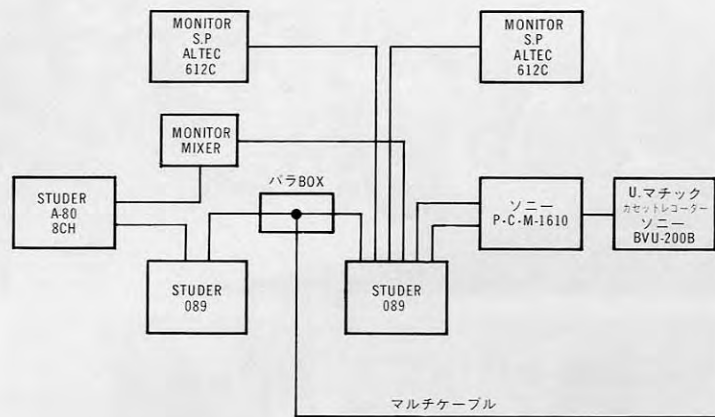 MONITOR
S.P
ALTEC
612C
MONITOR
S.P
ALTEC
612C
MONITOR
MIXER
パラBOX
STUDER
A-80
8CH
ソニー
P・C・M-1610
U.マチック
カセットレコーダー
ソニー
BVU-200B
STUDER
089
STUDER
089
マルチケーブル